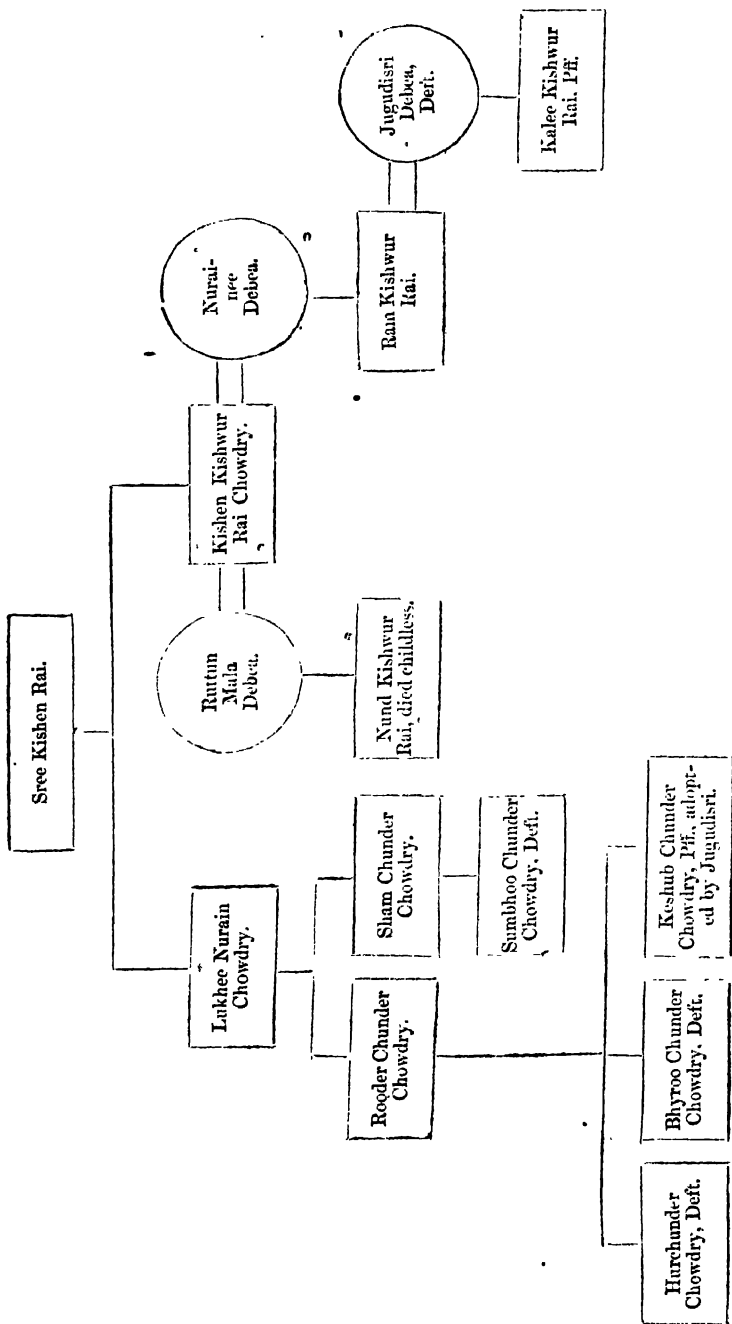 Sree Kishen Rai.
Lukhee Nurain
Chowdry.
Kishen Kishwur
Rai Chowdry.
Ruttun
Mala
Debea.
Nurai-
nee
Debea.
Rooder Chunder
Chowdry.
Sham Chunder
Chowdry.
Nund Kishwur
Rai, died childless.
Ram Kishwur
Rai.
Jugudisri
Debea,
Deft.
Hurchunder
Chowdry, Deft.
Bhyroo Chunder
Chowdry. Deft.
Keshub Chunder
Chowdry, Pff., adopt-
ed by Jugudisri.
Sumbhoo Chunder
Chowdry. Deft.
Kalee Kishwur
Rai. Pff.